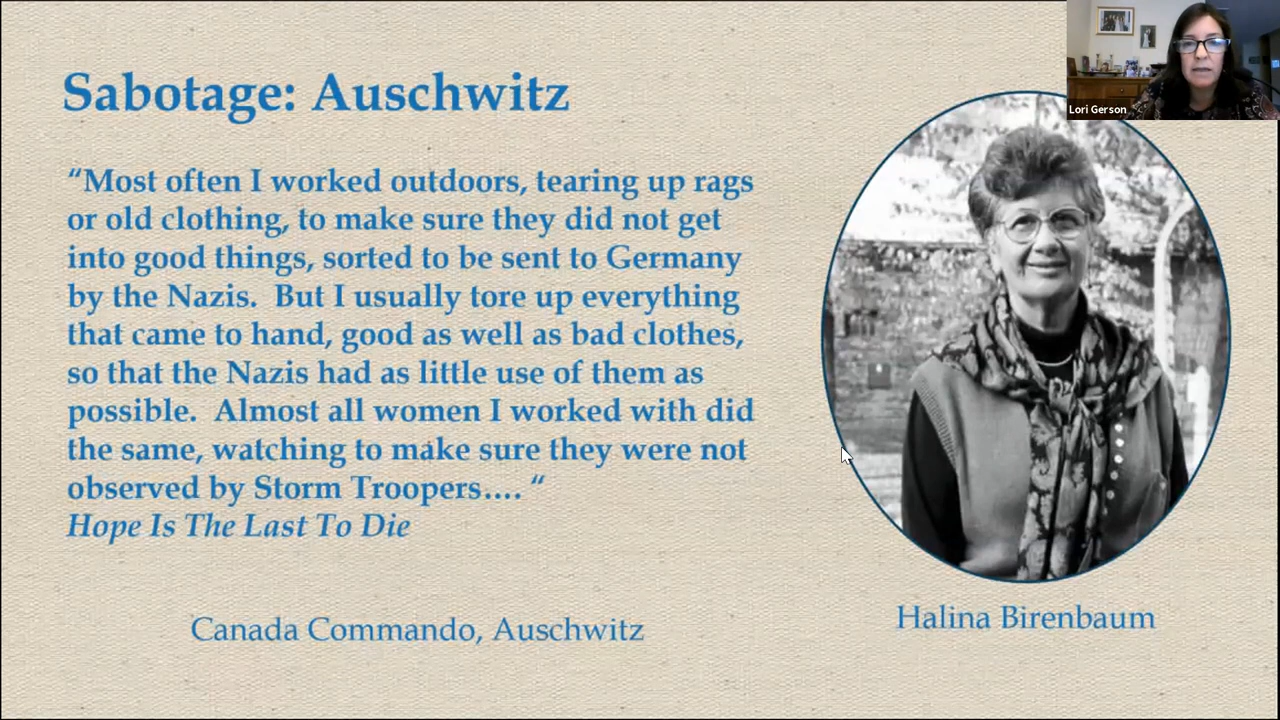 Sabotage: Auschwitz
“Most often I worked outdoors, tearing up rags
or old clothing, to make sure they did not get
into good things, sorted to be sent to Germany
by the Nazis.  But I usually tore up everything
that came to hand, good as well as bad clothes,
so that the Nazis had as little use of them as
possible.  Almost all women I worked with did
the same, watching to make sure they were not
observed by Storm Troopers…. “
Hope Is The Last To Die
Canada Commando, Auschwitz
Halina Birenbaum
Lori Gerson